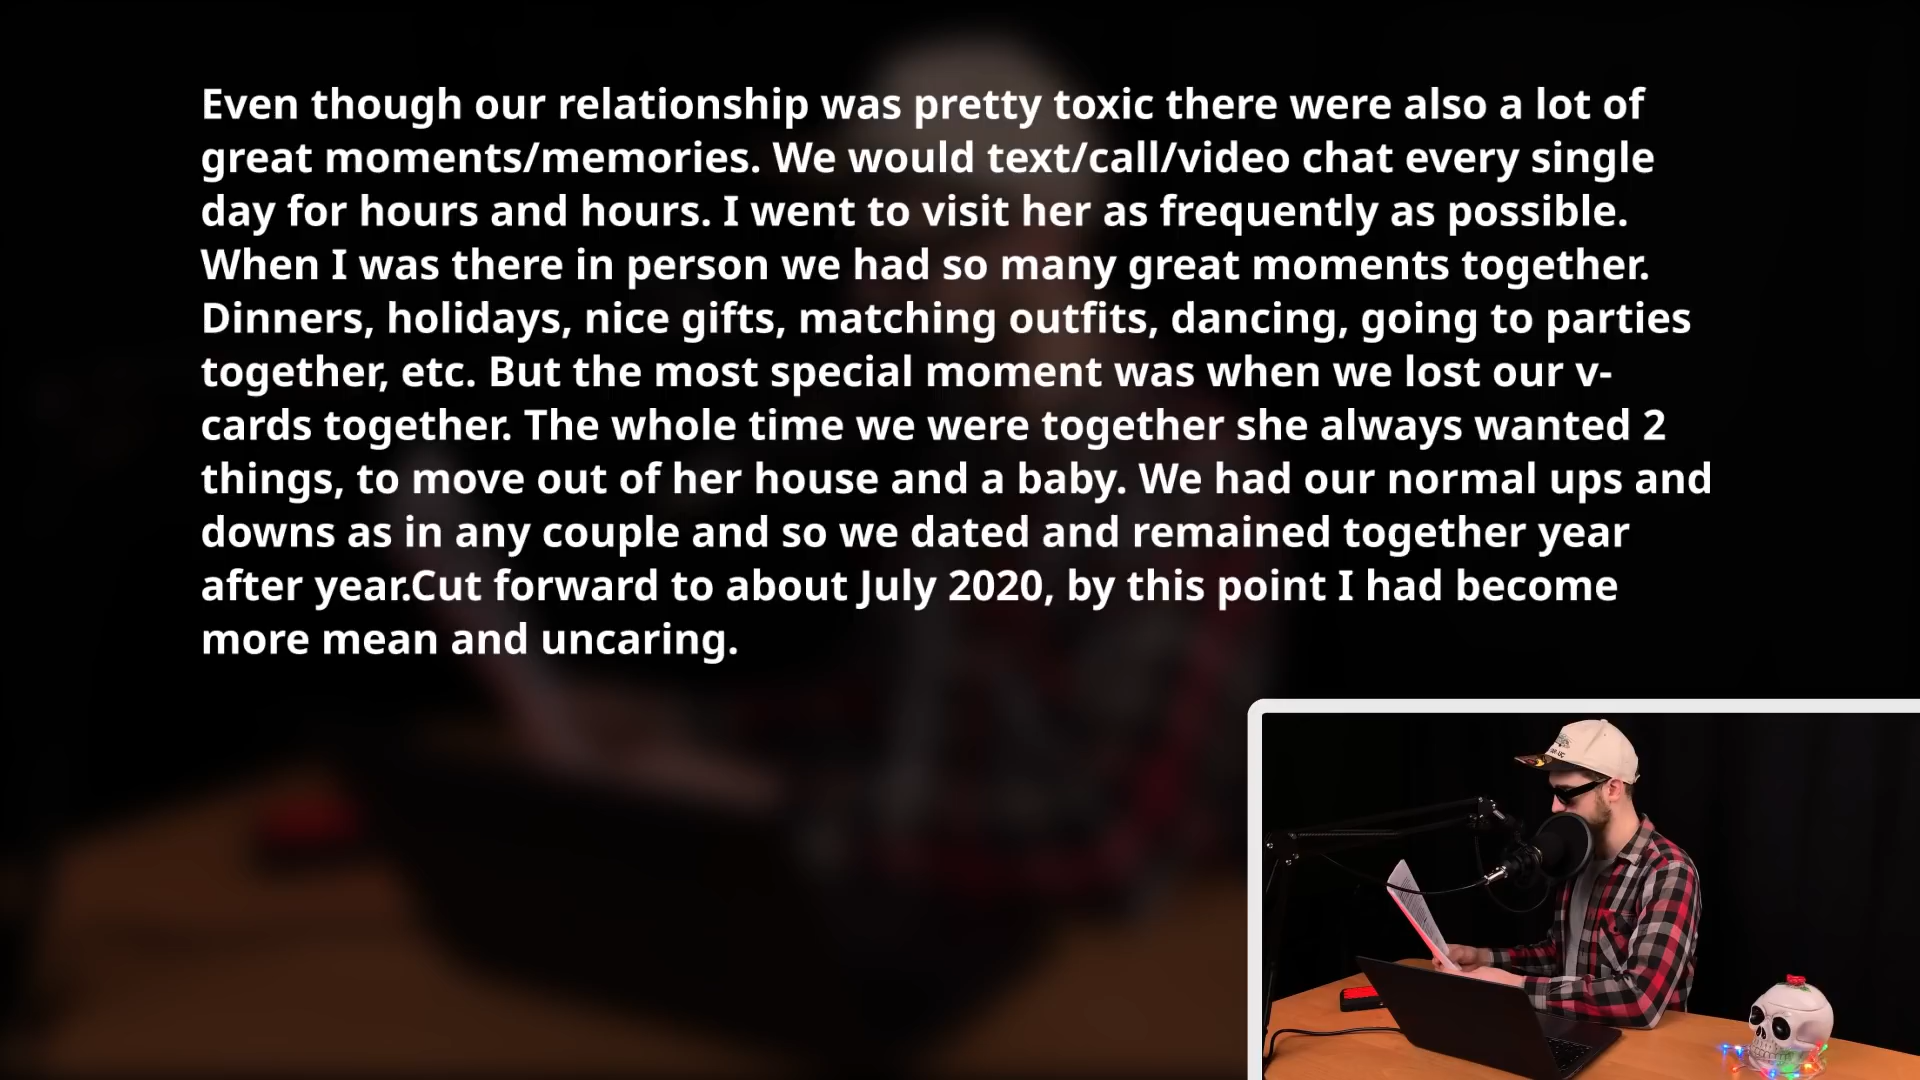 Even though our relationship was pretty toxic there were also a lot of
great moments/memories. We would text/call/video chat every single
day for hours and hours. I went to visit her as frequently as possible.
When I was there in person we had so many great moments together.
Dinners, holidays, nice gifts, matching outfits, dancing, going to parties
together, etc. But the most special moment was when we lost our v-
cards together. The whole time we were together she always wanted 2
things, to move out of her house and a baby. We had our normal ups and
downs as in any couple and so we dated and remained together year
after year.Cut forward to about July 2020, by this point I had become
more mean and uncaring.